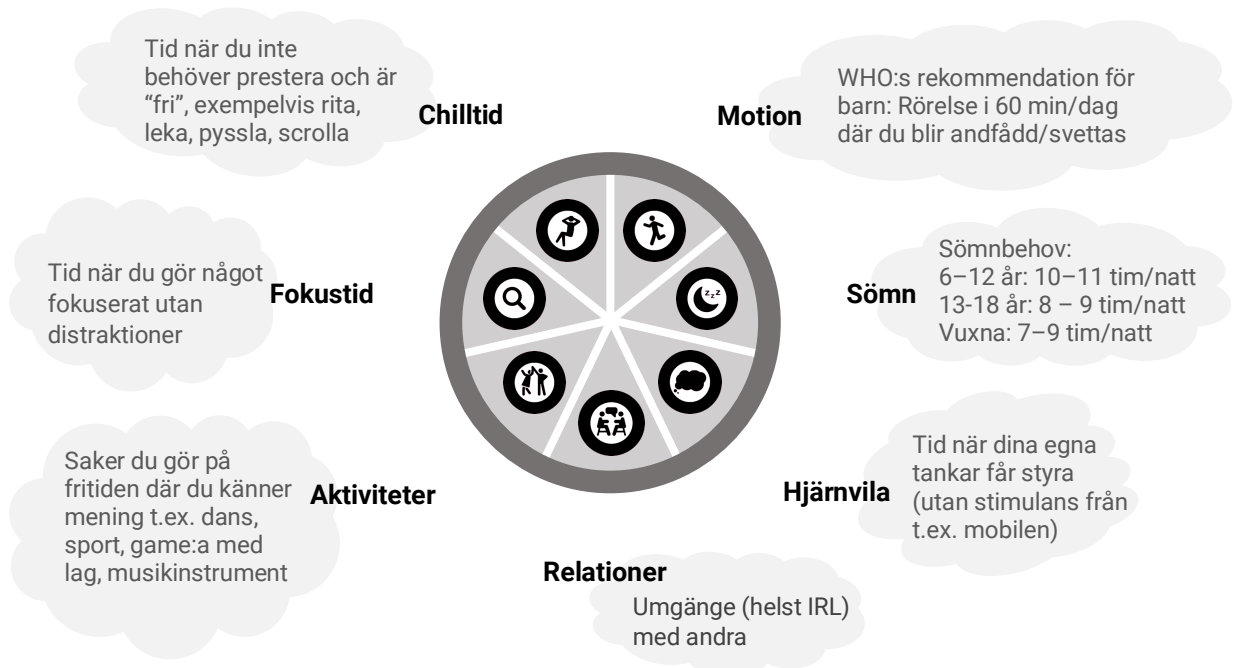 Tid när du inte
behöver prestera och är
“fri”, exempelvis rita,
leka, pyssla, scrolla
Chilltid
Motion
WHO:s rekommendation för
barn: Rörelse i 60 min/dag
där du blir andfådd/svettas
Tid när du gör något
fokuserat utan
distraktioner
Fokustid
Sömn
Sömnbehov:
6–12 år: 10–11 tim/natt
13-18 år: 8 – 9 tim/natt
Vuxna: 7–9 tim/natt
zzz
Saker du gör på
fritiden där du känner
mening t.ex. dans,
sport, game:a med
lag, musikinstrument
Aktiviteter
Hjärnvila
Tid när dina egna
tankar får styra
(utan stimulans från
t.ex. mobilen)
Relationer
Umgänge (helst IRL)
med andra